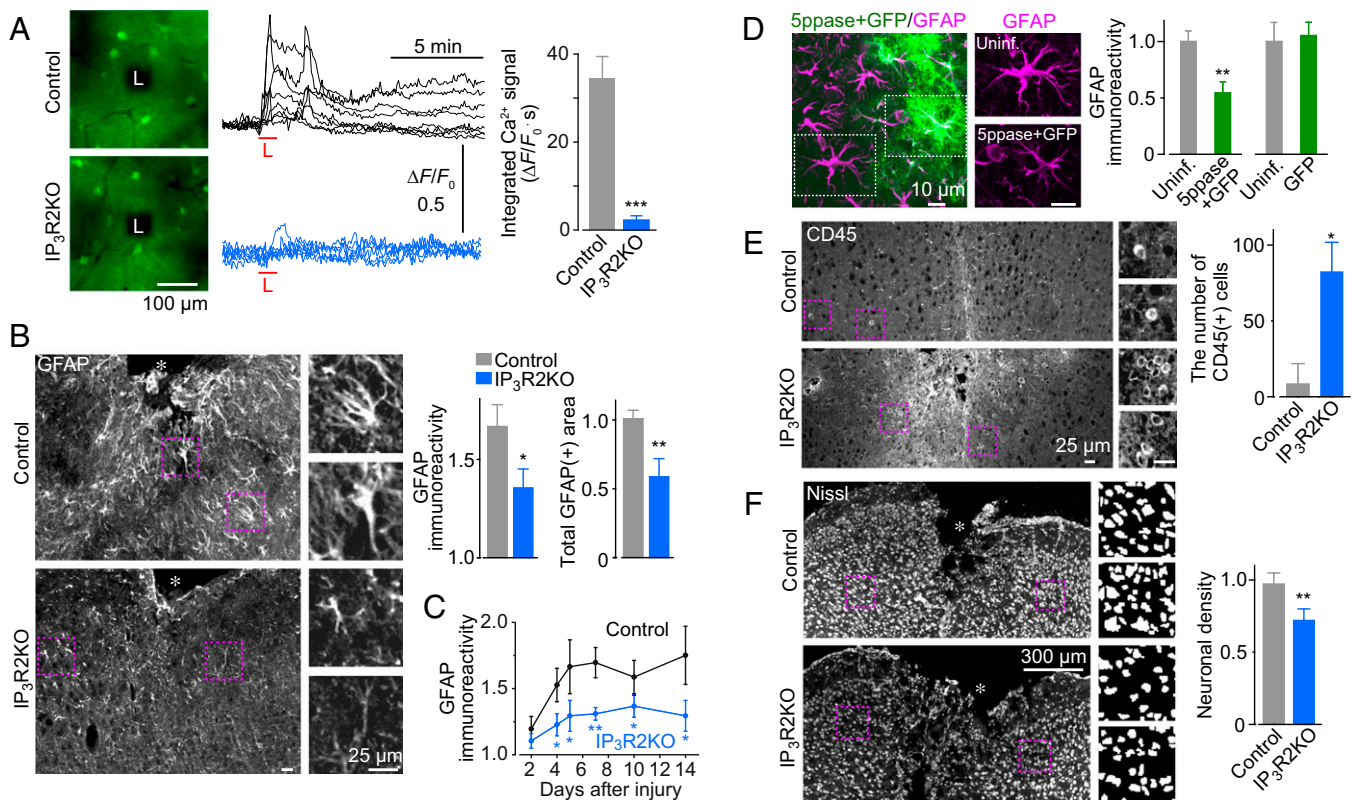 A
Control
L
IP₃R2KO
L
100 µm
5 min
L
ΔF/F₀
0.5
L
Integrated Ca²⁺ signal
(ΔF/F₀·s)
40
20
0
***
Control
IP₃R2KO
B
GFAP
*
Control
*
IP₃R2KO
25 µm
Control
IP₃R2KO
GFAP
immunoreactivity
1.5
1.0
*
Total GFAP(+) area
1.0
0.5
0
**
C
GFAP
immunoreactivity
2.0
1.5
1.0
Control
IP₃R2KO
* * ** * *
2 4 6 8 10 12 14
Days after injury
D
5ppase+GFP/GFAP
GFAP
Uninf.
5ppase+GFP
10 µm
GFAP
immunoreactivity
1.0
0.5
0
**
Uninf.
5ppase
+GFP
Uninf.
GFP
E
CD45
Control
IP₃R2KO
25 µm
The number of
CD45(+) cells
100
50
0
*
Control
IP₃R2KO
F
Nissl
*
Control
300 µm
*
IP₃R2KO
Neuronal density
1.0
0.5
0
**
Control
IP₃R2KO